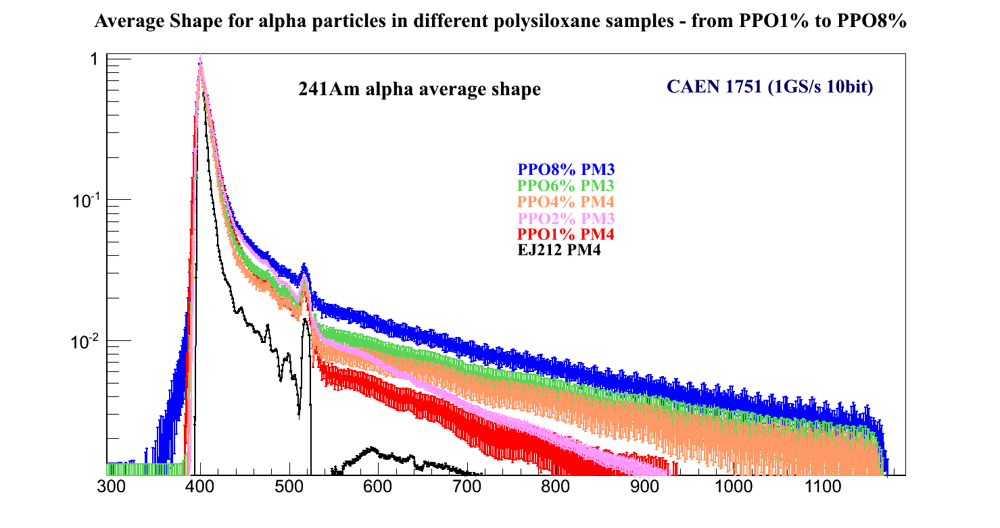 Average Shape for alpha particles in different polysiloxane samples - from PPO1% to PPO8%
1
241Am alpha average shape
CAEN 1751 (1GS/s 10bit)
PPO8% PM3
PPO6% PM3
10⁻¹
PPO4% PM4
PPO2% PM3
PPO1% PM4
EJ212 PM4
10⁻²
300 400 500 600 700 800 900 1000 1100